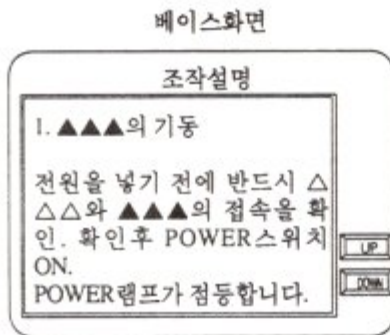 베이스화면
조작설명
1. ▲▲▲의 기동
전원을 넣기 전에 반드시 △
△△와 ▲▲▲의 접속을 확
인. 확인후 POWER스위치
ON.
POWER램프가 점등합니다.
UP
DOWN